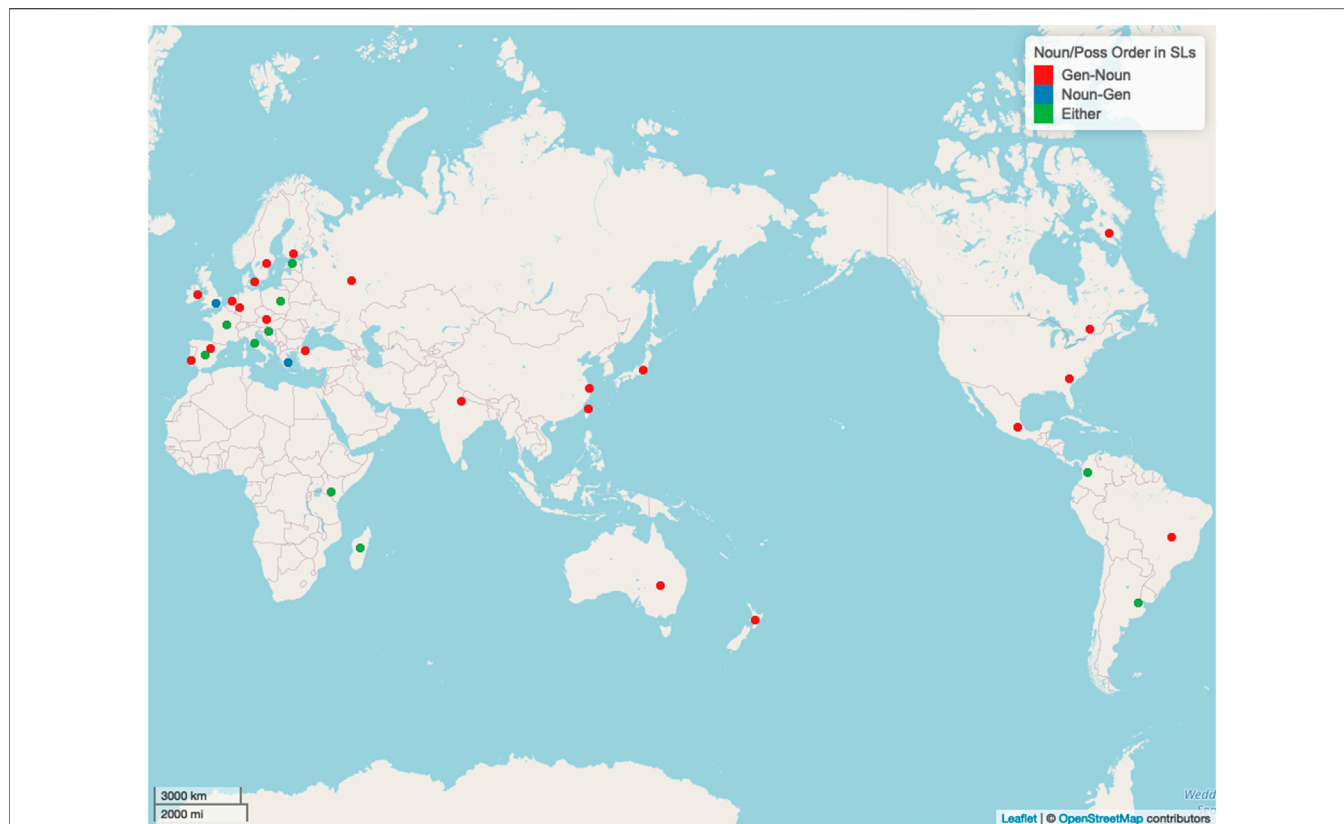 Noun/Poss Order in SLs
Gen-Noun
Noun-Gen
Either
3000 km
2000 mi
Leaflet | © OpenStreetMap contributors